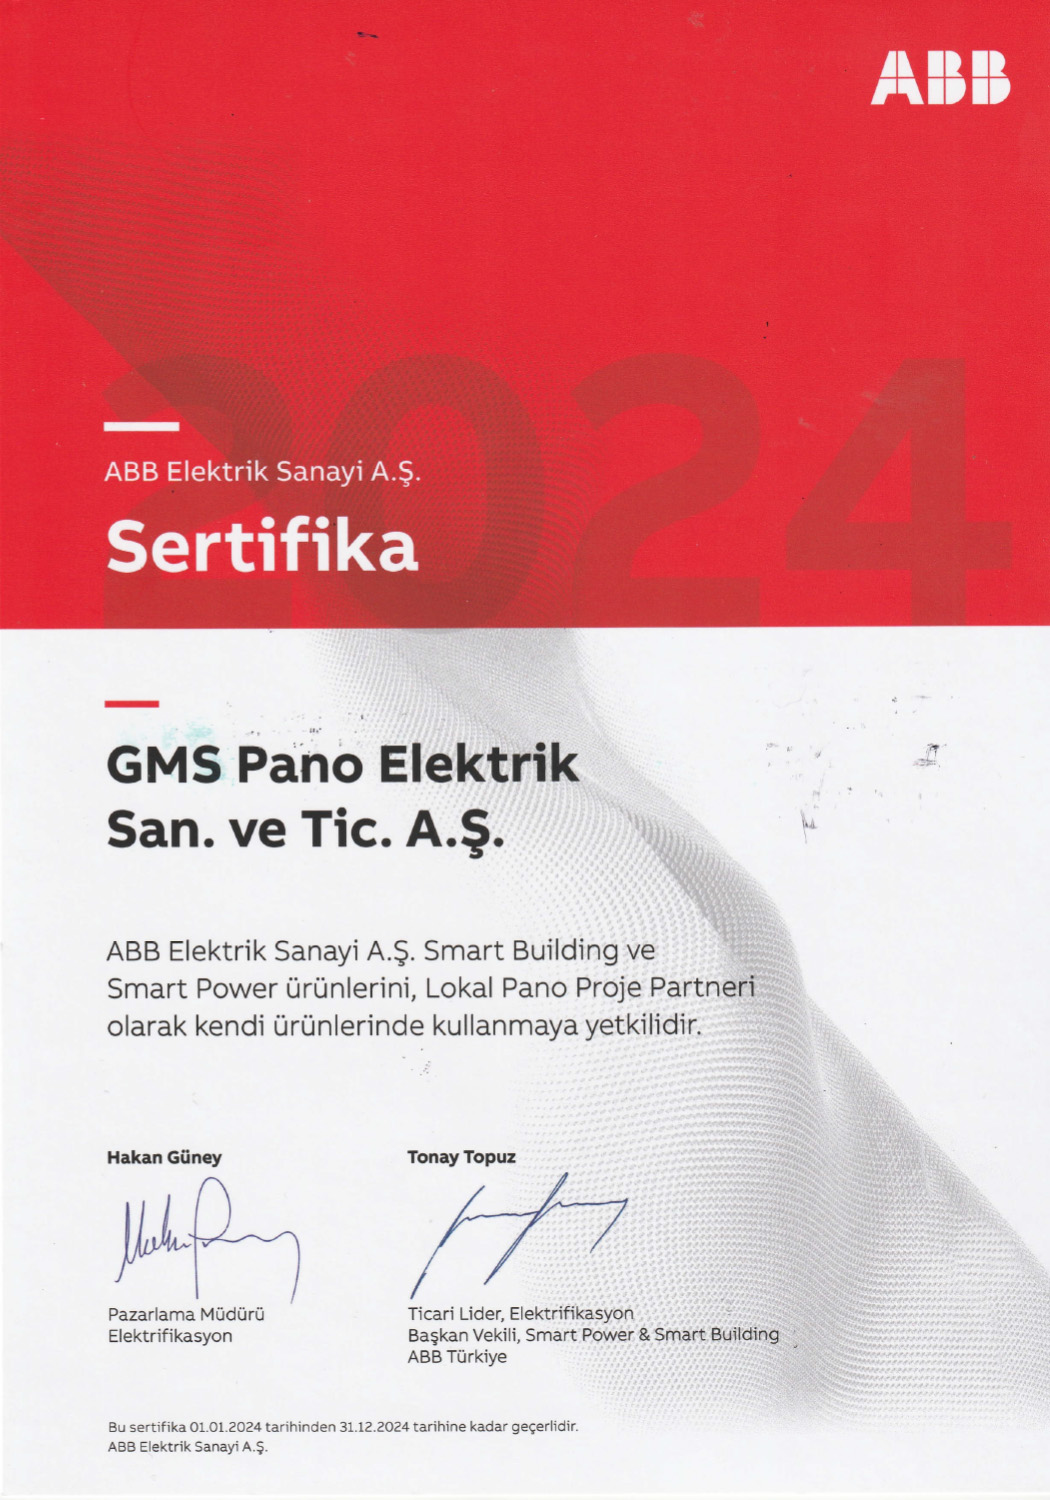 ABB
2024
ABB Elektrik Sanayi A.Ş.
Sertifika
GMS Pano Elektrik
San. ve Tic. A.Ş.
ABB Elektrik Sanayi A.Ş. Smart Building ve
Smart Power ürünlerini, Lokal Pano Proje Partneri
olarak kendi ürünlerinde kullanmaya yetkilidir.
Hakan Güney
Pazarlama Müdürü
Elektrifikasyon
Tonay Topuz
Ticari Lider, Elektrifikasyon
Başkan Vekili, Smart Power & Smart Building
ABB Türkiye
Bu sertifika 01.01.2024 tarihinden 31.12.2024 tarihine kadar geçerlidir.
ABB Elektrik Sanayi A.Ş.